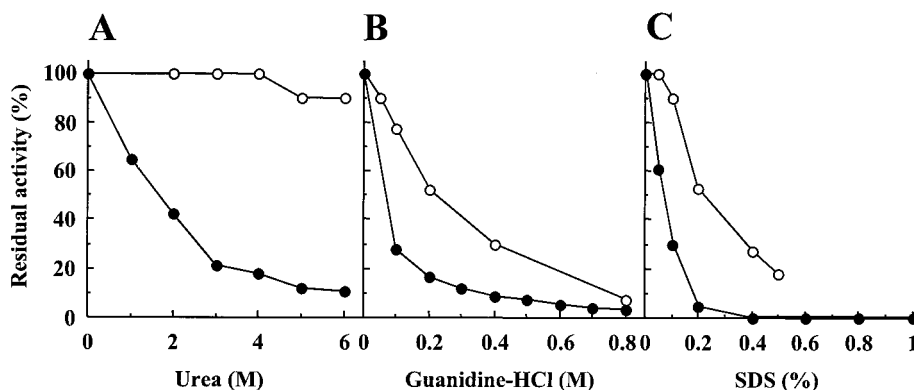 A B C
Residual activity (%)
100
80
60
40
20
0
0 2 4 6 0 0.2 0.4 0.6 0.8 0 0.2 0.4 0.6 0.8 1
Urea (M) Guanidine-HCl (M) SDS (%)